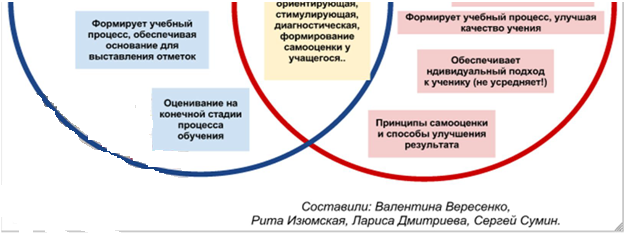 Формирует учебный
процесс, обеспечивая
основание для
выставления отметок
Оценивание на
конечной стадии
процесса
обучения
ориентирующая,
стимулирующая,
диагностическая,
формирование
самооценки у
учащегося..
Формирует учебный процесс, улучшая
качество учения
Обеспечивает
ндивидуальный подход
к ученику (не усредняет!)
Принципы самооценки
и способы улучшения
результата
Составили: Валентина Вересенко,
Рита Изюмская, Лариса Дмитриева, Сергей Сумин.